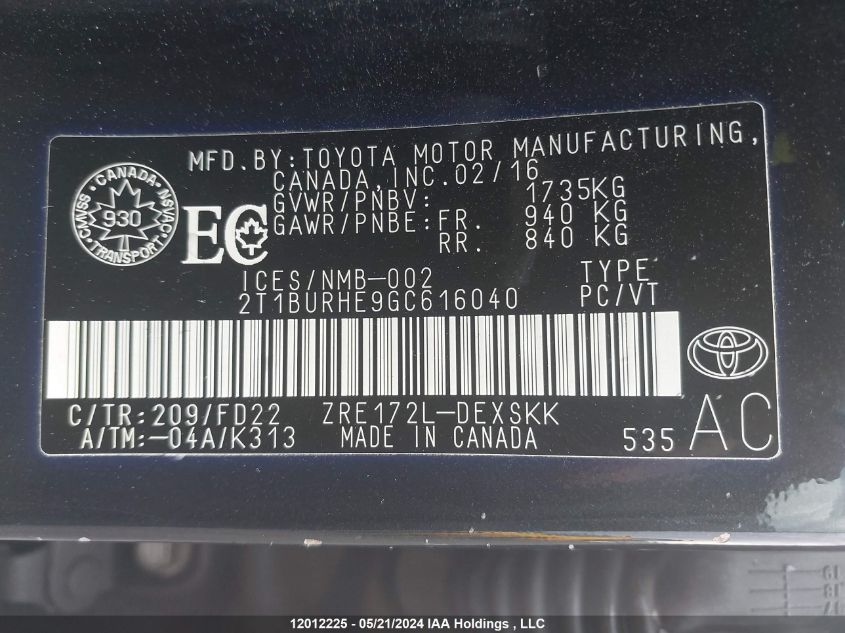 MFD.BY:TOYOTA MOTOR MANUFACTURING,
CANADA,INC.02/16
GVWR/PNBV: 1735KG
GAWR/PNBE:FR. 940 KG
RR. 840 KG
CANADA
CMVSS NSVAC
930
TRANSPORT
EC
ICES/NMB-002 TYPE
2T1BURHE9GC616040 PC/VT
C/TR:209/FD22 ZRE172L-DEXSKK
A/TM:-04A/K313 MADE IN CANADA 535 AC
12012225 - 05/21/2024 IAA Holdings , LLC